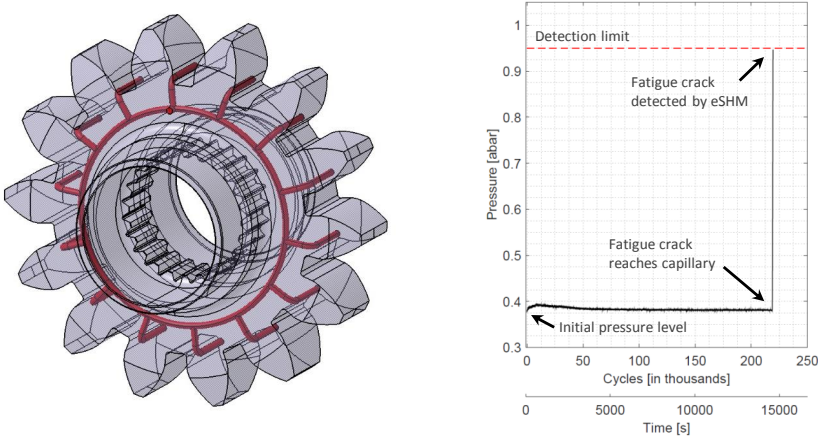 1
Detection limit
0.9
Fatigue crack
detected by eSHM
0.8
0.7
Pressure [abar]
0.6
0.5
Fatigue crack
reaches capillary
0.4
Initial pressure level
0.3
0 50 100 150 200 250
Cycles [in thousands]
0 5000 10000 15000
Time [s]